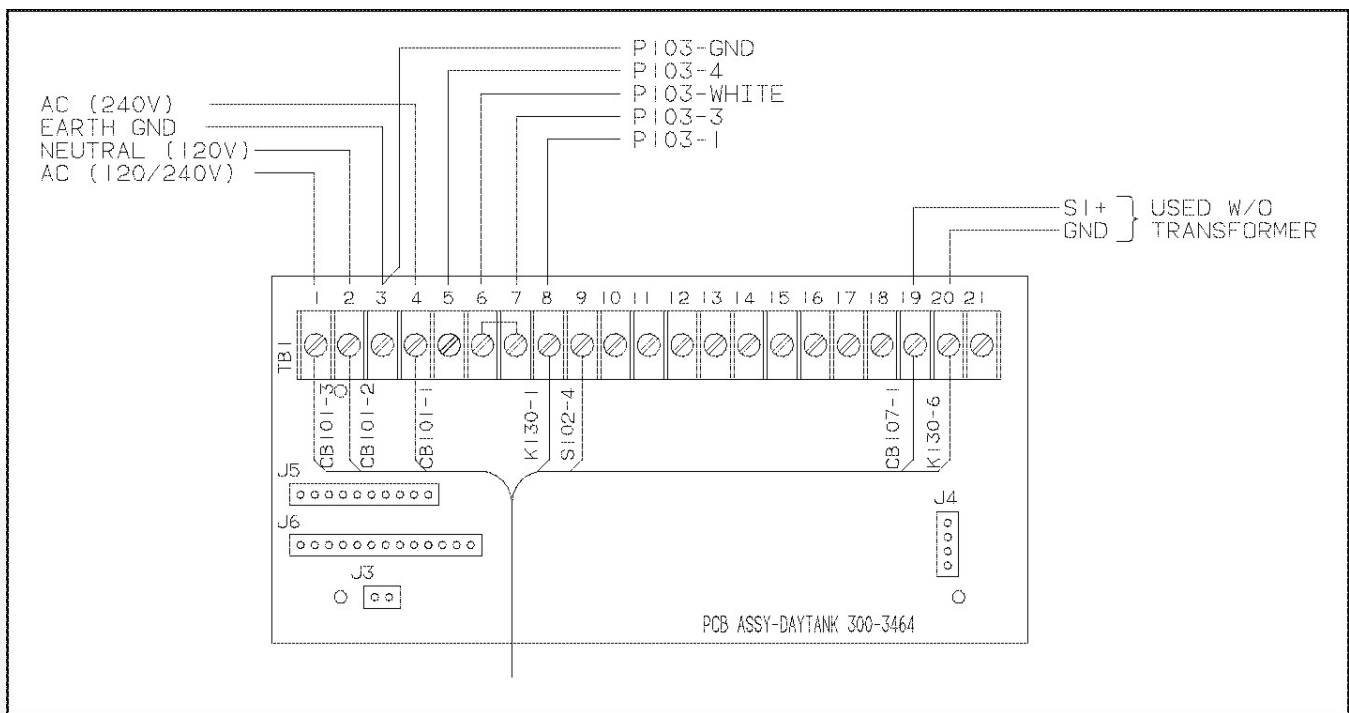 P103-GND
P103-4
P103-WHITE
P103-3
P103-1
AC (240V)
EARTH GND
NEUTRAL (120V)
AC (120/240V)
S1+
GND
USED W/O
TRANSFORMER
1 2 3 4 5 6 7 8 9 10 11 12 13 14 15 16 17 18 19 20 21
TB1
CB101-3
CB101-2
CB101-1
K130-1
S102-4
CB107-1
K130-6
J5
J6
J3
J4
PCB ASSY-DAYTANK 300-3464